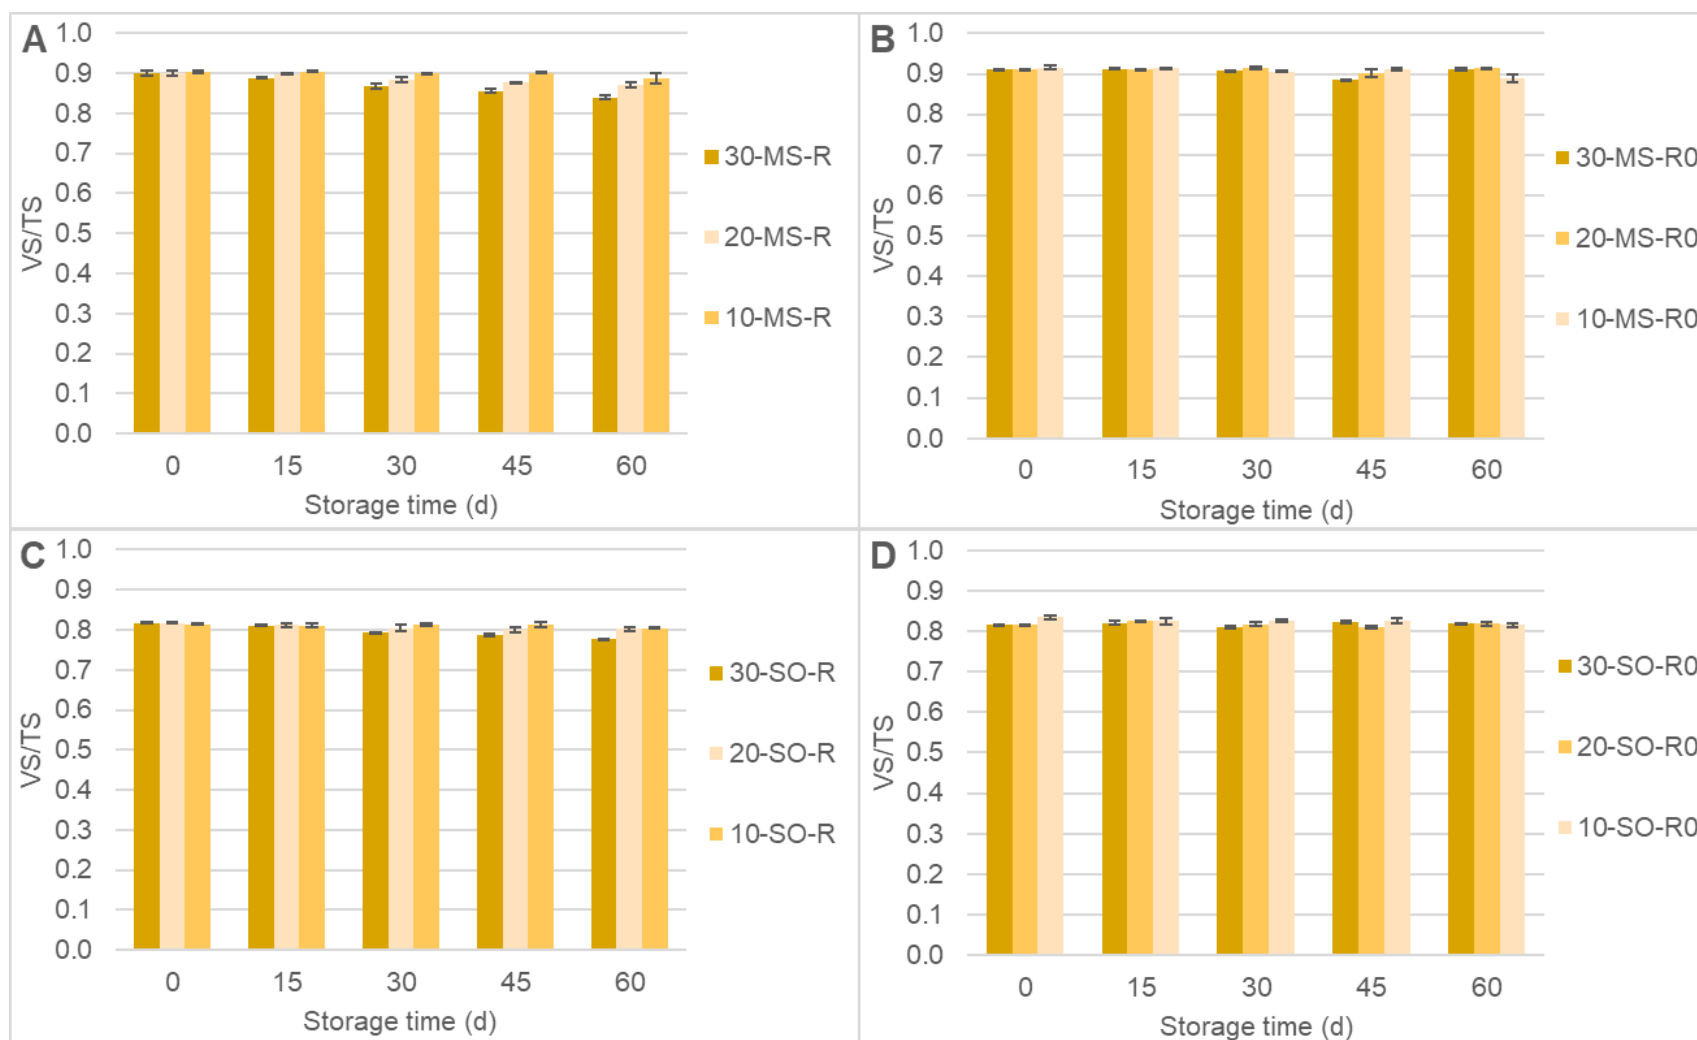 A
1.0
0.9
0.8
0.7
0.6
0.5
0.4
0.3
0.2
0.1
0.0
VS/TS
0 15 30 45 60
Storage time (d)
30-MS-R
20-MS-R
10-MS-R
B
1.0
0.9
0.8
0.7
0.6
0.5
0.4
0.3
0.2
0.1
0.0
VS/TS
0 15 30 45 60
Storage time (d)
30-MS-R0
20-MS-R0
10-MS-R0
C
1.0
0.9
0.8
0.7
0.6
0.5
0.4
0.3
0.2
0.1
0.0
VS/TS
0 15 30 45 60
Storage time (d)
30-SO-R
20-SO-R
10-SO-R
D
1.0
0.9
0.8
0.7
0.6
0.5
0.4
0.3
0.2
0.1
0.0
VS/TS
0 15 30 45 60
Storage time (d)
30-SO-R0
20-SO-R0
10-SO-R0